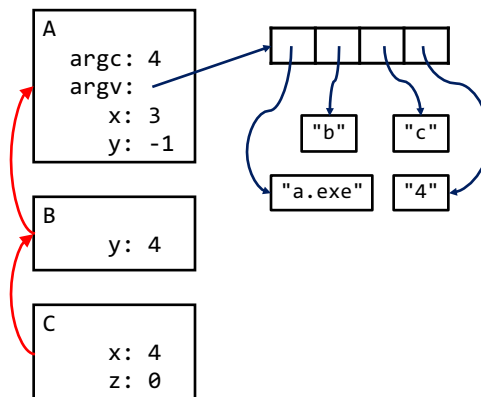 A
argc: 4
argv:
x: 3
y: -1
"b"
"c"
"a.exe"
"4"
B
y: 4
C
x: 4
z: 0